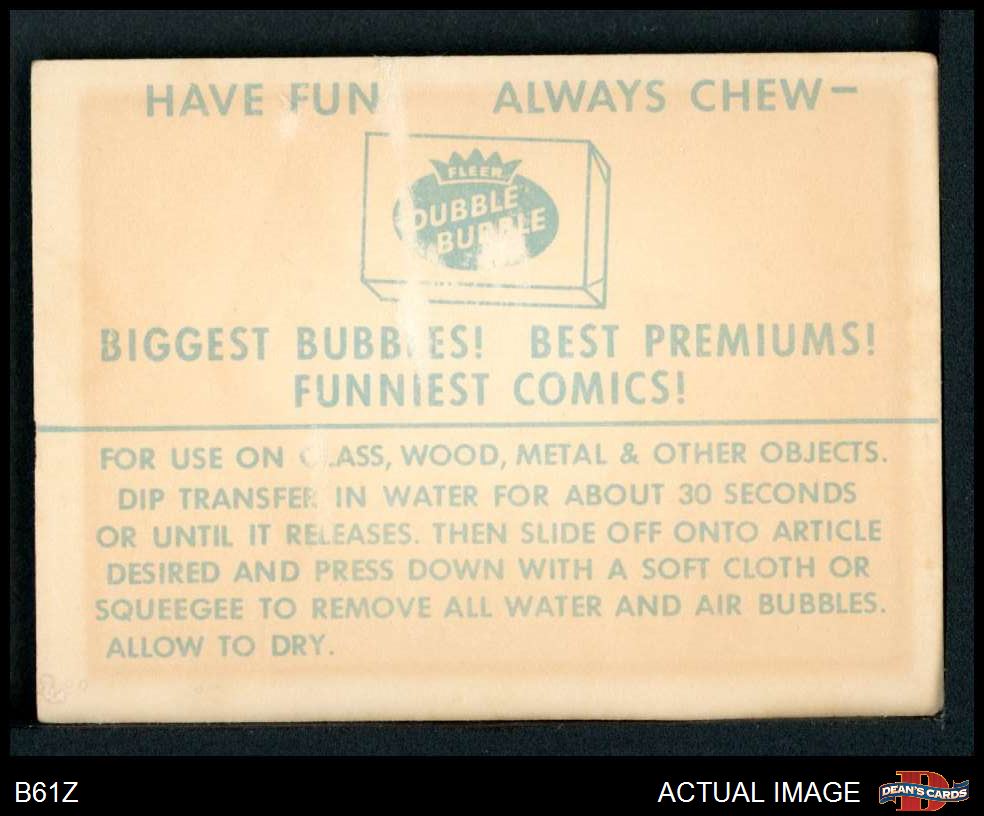 HAVE FUN ALWAYS CHEW–
FLEER
DUBBLE
BUBBLE
BIGGEST BUBBLES! BEST PREMIUMS!
FUNNIEST COMICS!
FOR USE ON GLASS, WOOD, METAL & OTHER OBJECTS.
DIP TRANSFER IN WATER FOR ABOUT 30 SECONDS
OR UNTIL IT RELEASES. THEN SLIDE OFF ONTO ARTICLE
DESIRED AND PRESS DOWN WITH A SOFT CLOTH OR
SQUEEGEE TO REMOVE ALL WATER AND AIR BUBBLES.
ALLOW TO DRY.
B61Z ACTUAL IMAGE D DEAN'S CARDS